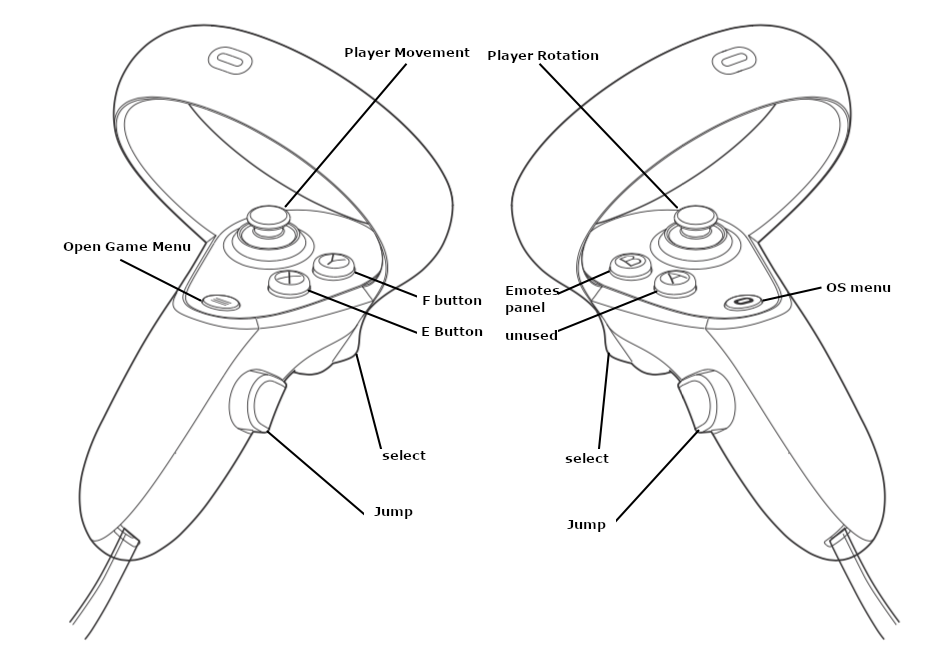 Player Movement
Player Rotation
Open Game Menu
Y
X
F button
E Button
B
A
Emotes
panel
unused
OS menu
select
select
Jump
Jump